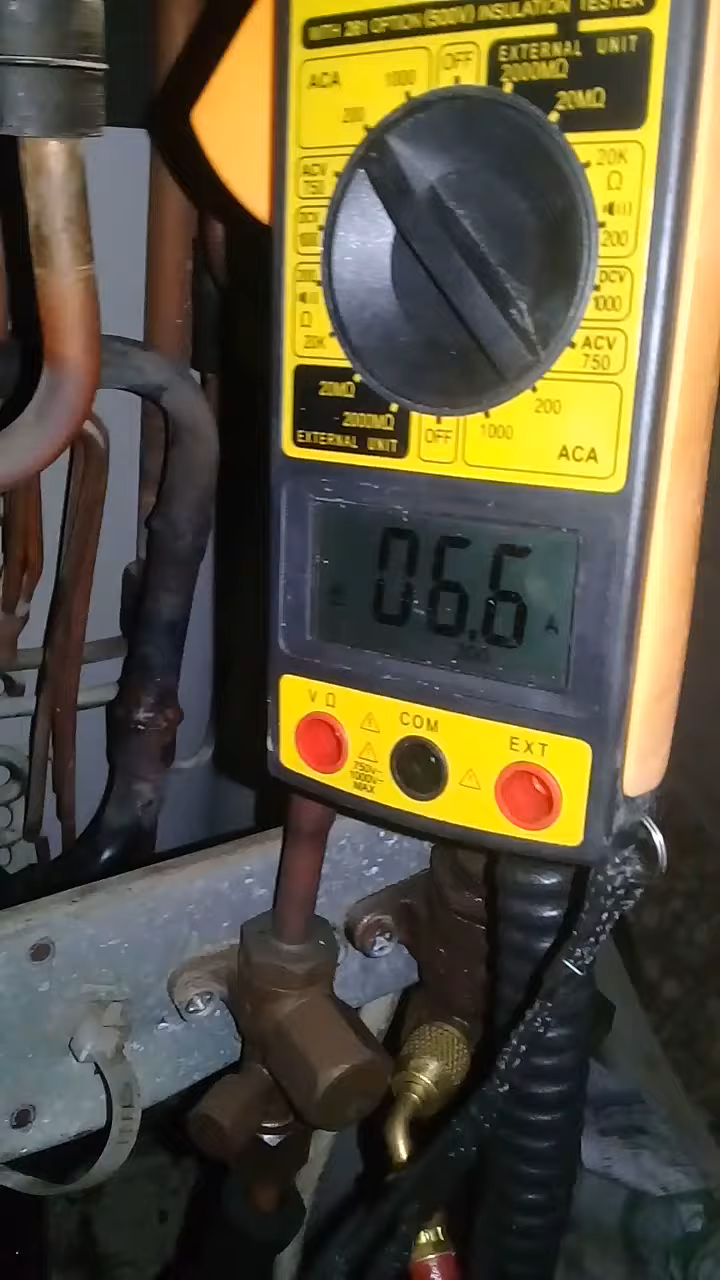 WITH 261 OPTION (500V) INSULATION TESTER
ACA
1000
200
OFF
EXTERNAL UNIT
2000MΩ
20MΩ
ACV
750
20K
Ω
200
DCV
1000
DCV
1000
200
Ω
20K
ACV
750
20MΩ
2000MΩ
EXTERNAL UNIT
OFF
200
1000
ACA
06.6
A
V Ω
COM
EXT
750V~
1000V⎓
MAX